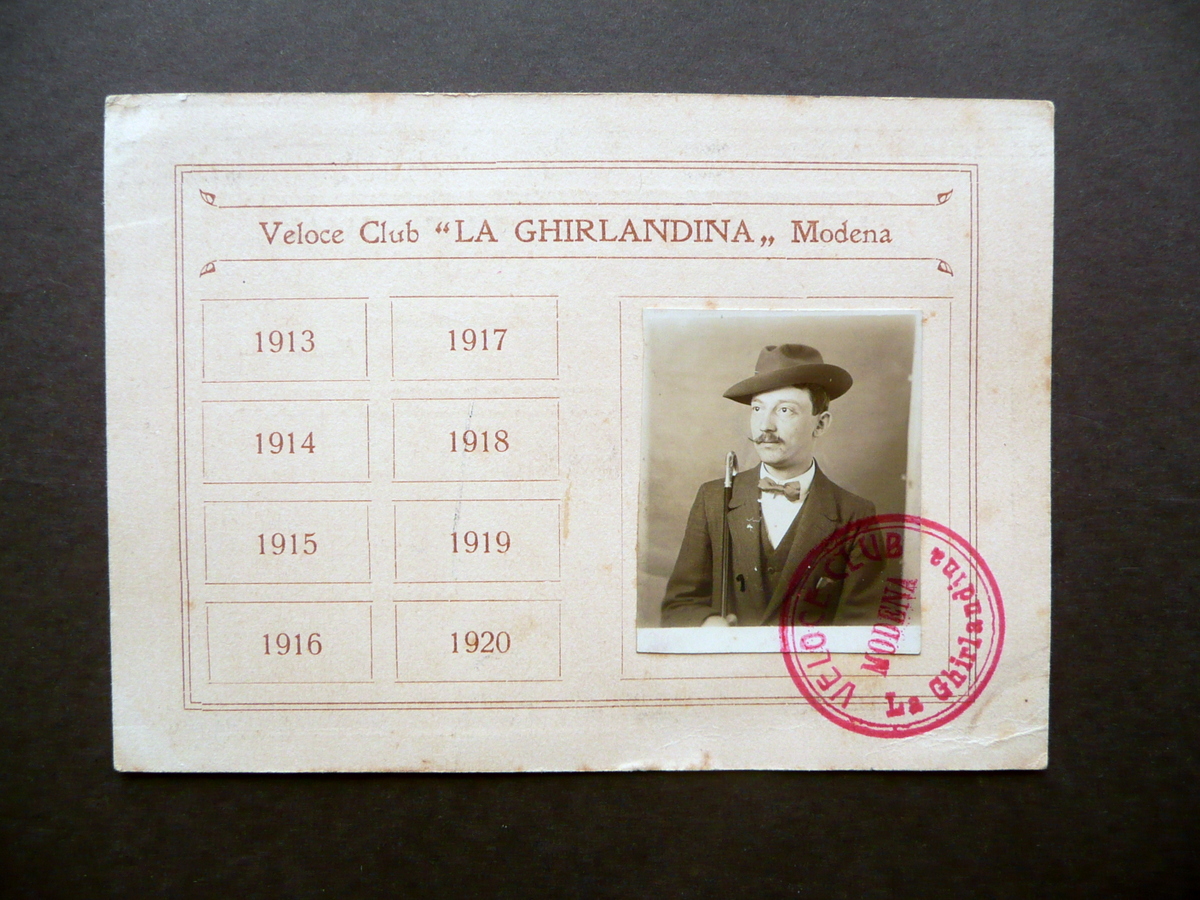 Veloce Club “LA GHIRLANDINA„ Modena
1913 1917
1914 1918
1915 1919
1916 1920
VELOCE CLUB
MODENA
La Ghirlandina